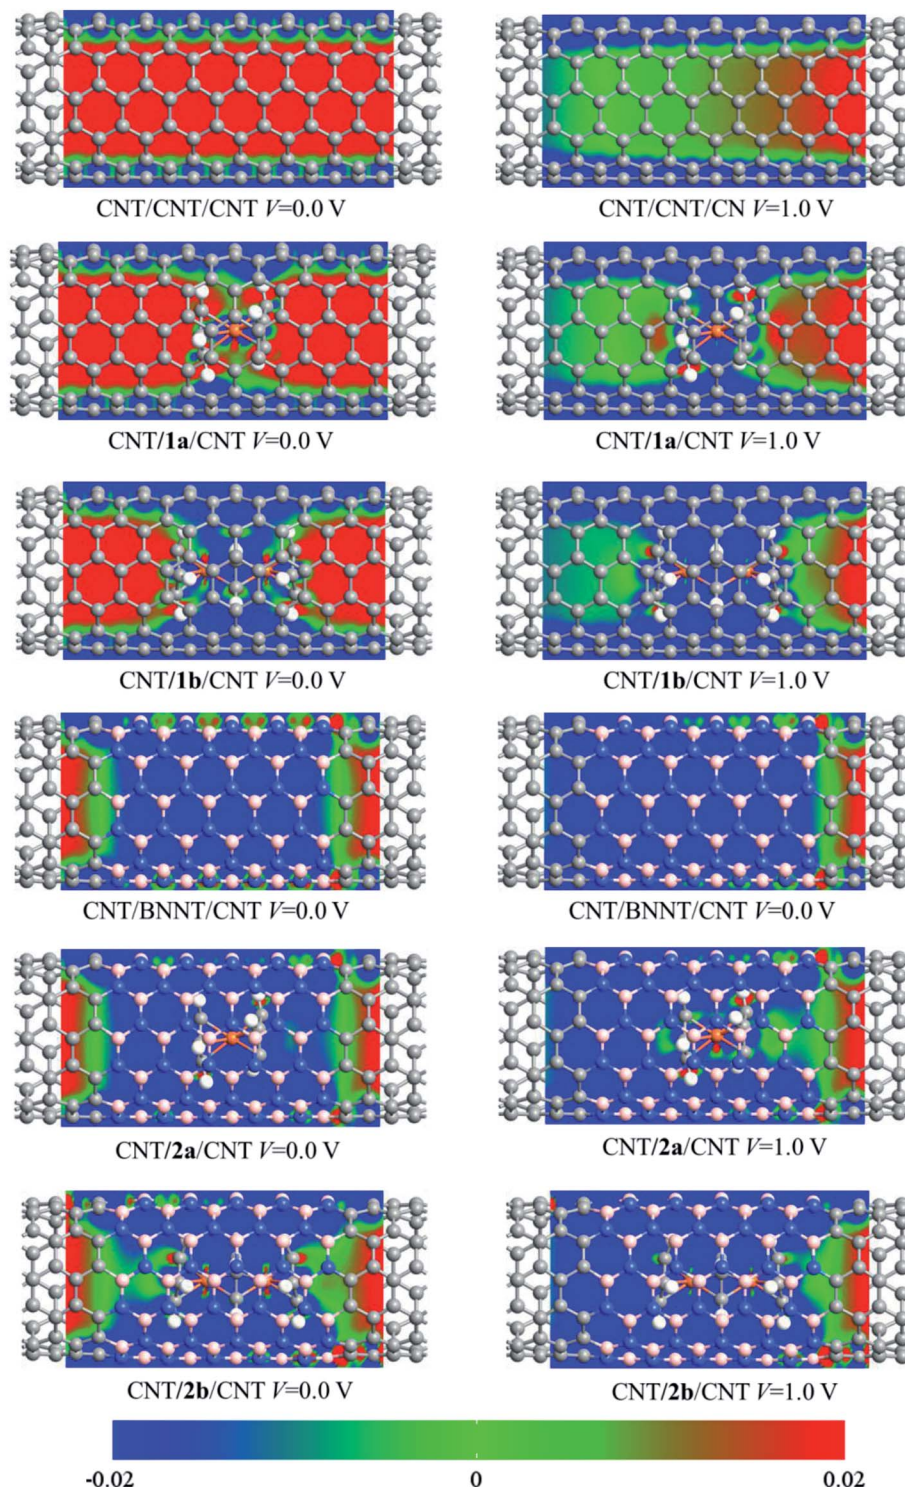 CNT/CNT/CNT V=0.0 V
CNT/CNT/CN V=1.0 V
CNT/1a/CNT V=0.0 V
CNT/1a/CNT V=1.0 V
CNT/1b/CNT V=0.0 V
CNT/1b/CNT V=1.0 V
CNT/BNNT/CNT V=0.0 V
CNT/BNNT/CNT V=0.0 V
CNT/2a/CNT V=0.0 V
CNT/2a/CNT V=1.0 V
CNT/2b/CNT V=0.0 V
CNT/2b/CNT V=1.0 V
-0.02 0 0.02